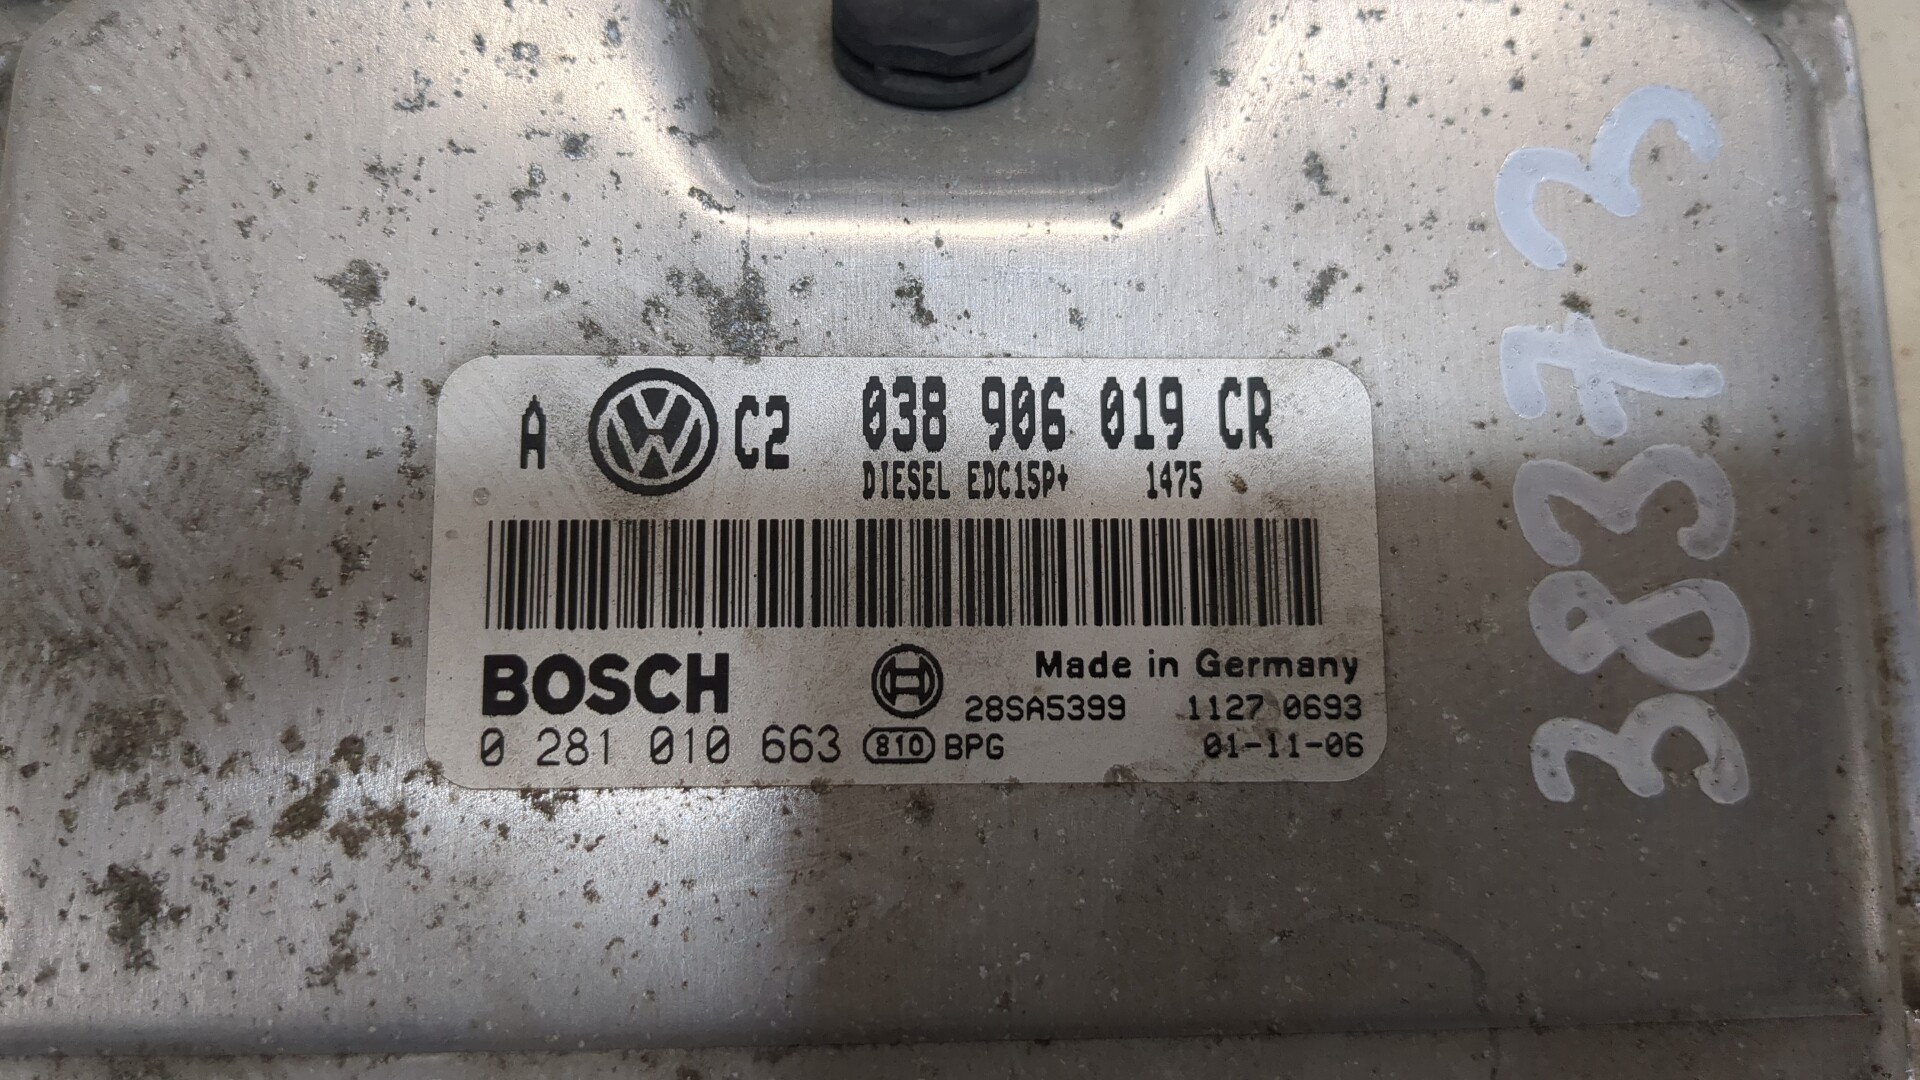 A VW C2 038 906 019 CR
DIESEL EDC15P+ 1475
BOSCH
Made in Germany
28SA5399 1127 0693
0 281 010 663 810 BPG 01-11-06
38373